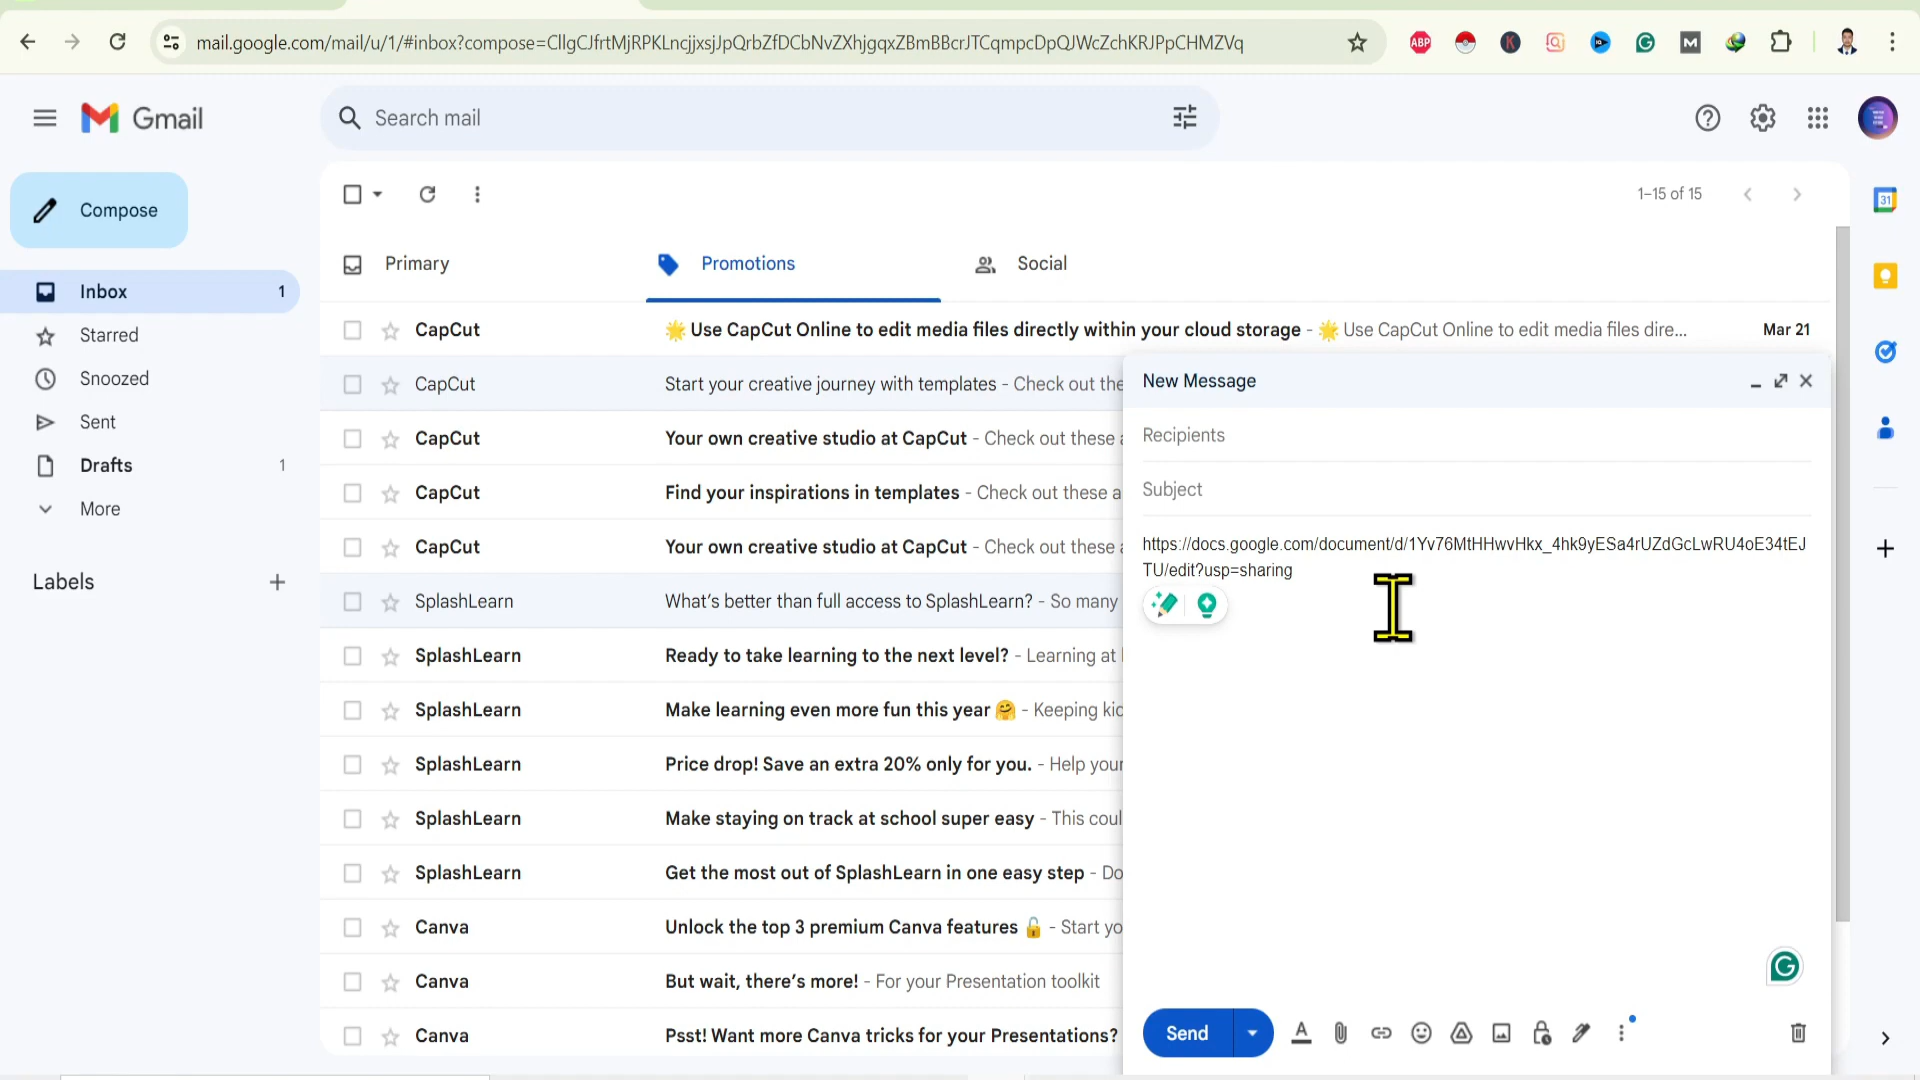 mail.google.com/mail/u/1/#inbox?compose=CllgCJfrtMjRPKLncjjxsjJpQrbZfDCbNvZXhjgqxZBmBBcrJTCqmpcDpQJWcZchKRJPpCHMZVq
ABP
K
M
Gmail
Search mail
31
Compose
1–15 of 15
Primary
Promotions
Social
Inbox 1
Starred
Snoozed
Sent
Drafts 1
More
Labels
CapCut 🌟 Use CapCut Online to edit media files directly within your cloud storage - 🌟 Use CapCut Online to edit media files dire... Mar 21
CapCut Start your creative journey with templates - Check out the
CapCut Your own creative studio at CapCut - Check out these a
CapCut Find your inspirations in templates - Check out these a
CapCut Your own creative studio at CapCut - Check out these a
SplashLearn What's better than full access to SplashLearn? - So many
SplashLearn Ready to take learning to the next level? - Learning at
SplashLearn Make learning even more fun this year 🤗 - Keeping kic
SplashLearn Price drop! Save an extra 20% only for you. - Help your
SplashLearn Make staying on track at school super easy - This coul
SplashLearn Get the most out of SplashLearn in one easy step - Do
Canva Unlock the top 3 premium Canva features 🔓 - Start yo
Canva But wait, there's more! - For your Presentation toolkit
Canva Psst! Want more Canva tricks for your Presentations?
New Message
Recipients
Subject
https://docs.google.com/document/d/1Yv76MtHHwvHkx_4hk9yESa4rUZdGcLwRU4oE34tEJ
TU/edit?usp=sharing
Send